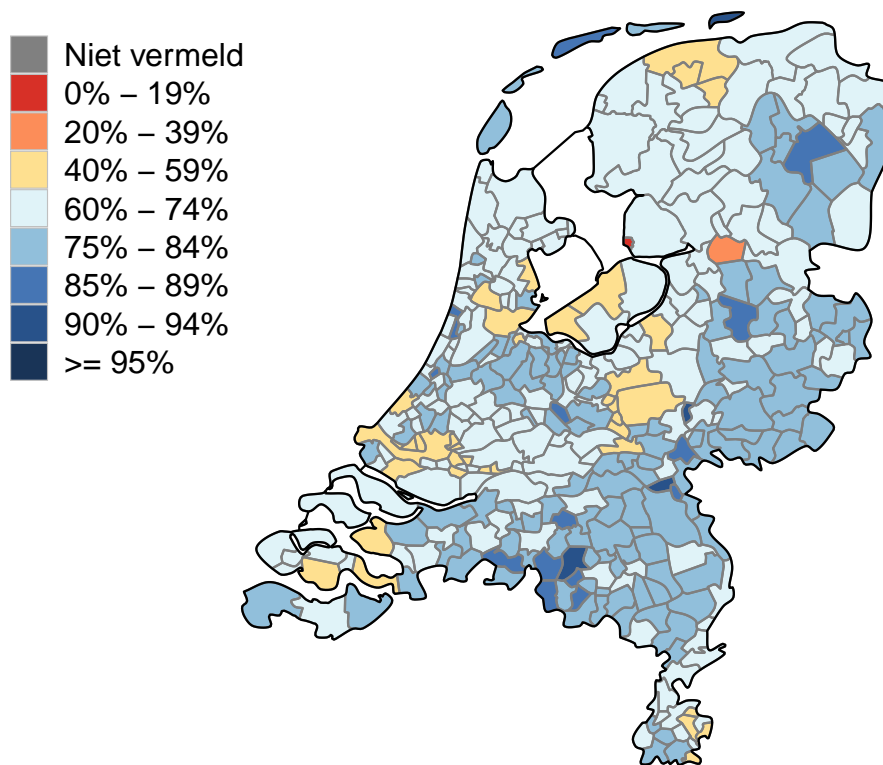 Niet vermeld
0% – 19%
20% – 39%
40% – 59%
60% – 74%
75% – 84%
85% – 89%
90% – 94%
>= 95%